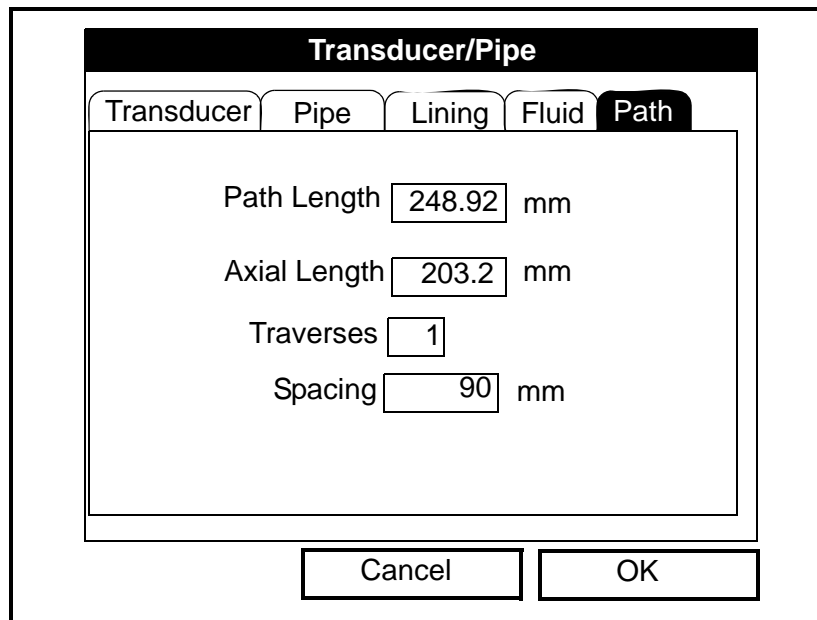 Transducer/Pipe
Transducer Pipe Lining Fluid Path
Path Length 248.92 mm
Axial Length 203.2 mm
Traverses 1
Spacing 90 mm
Cancel OK